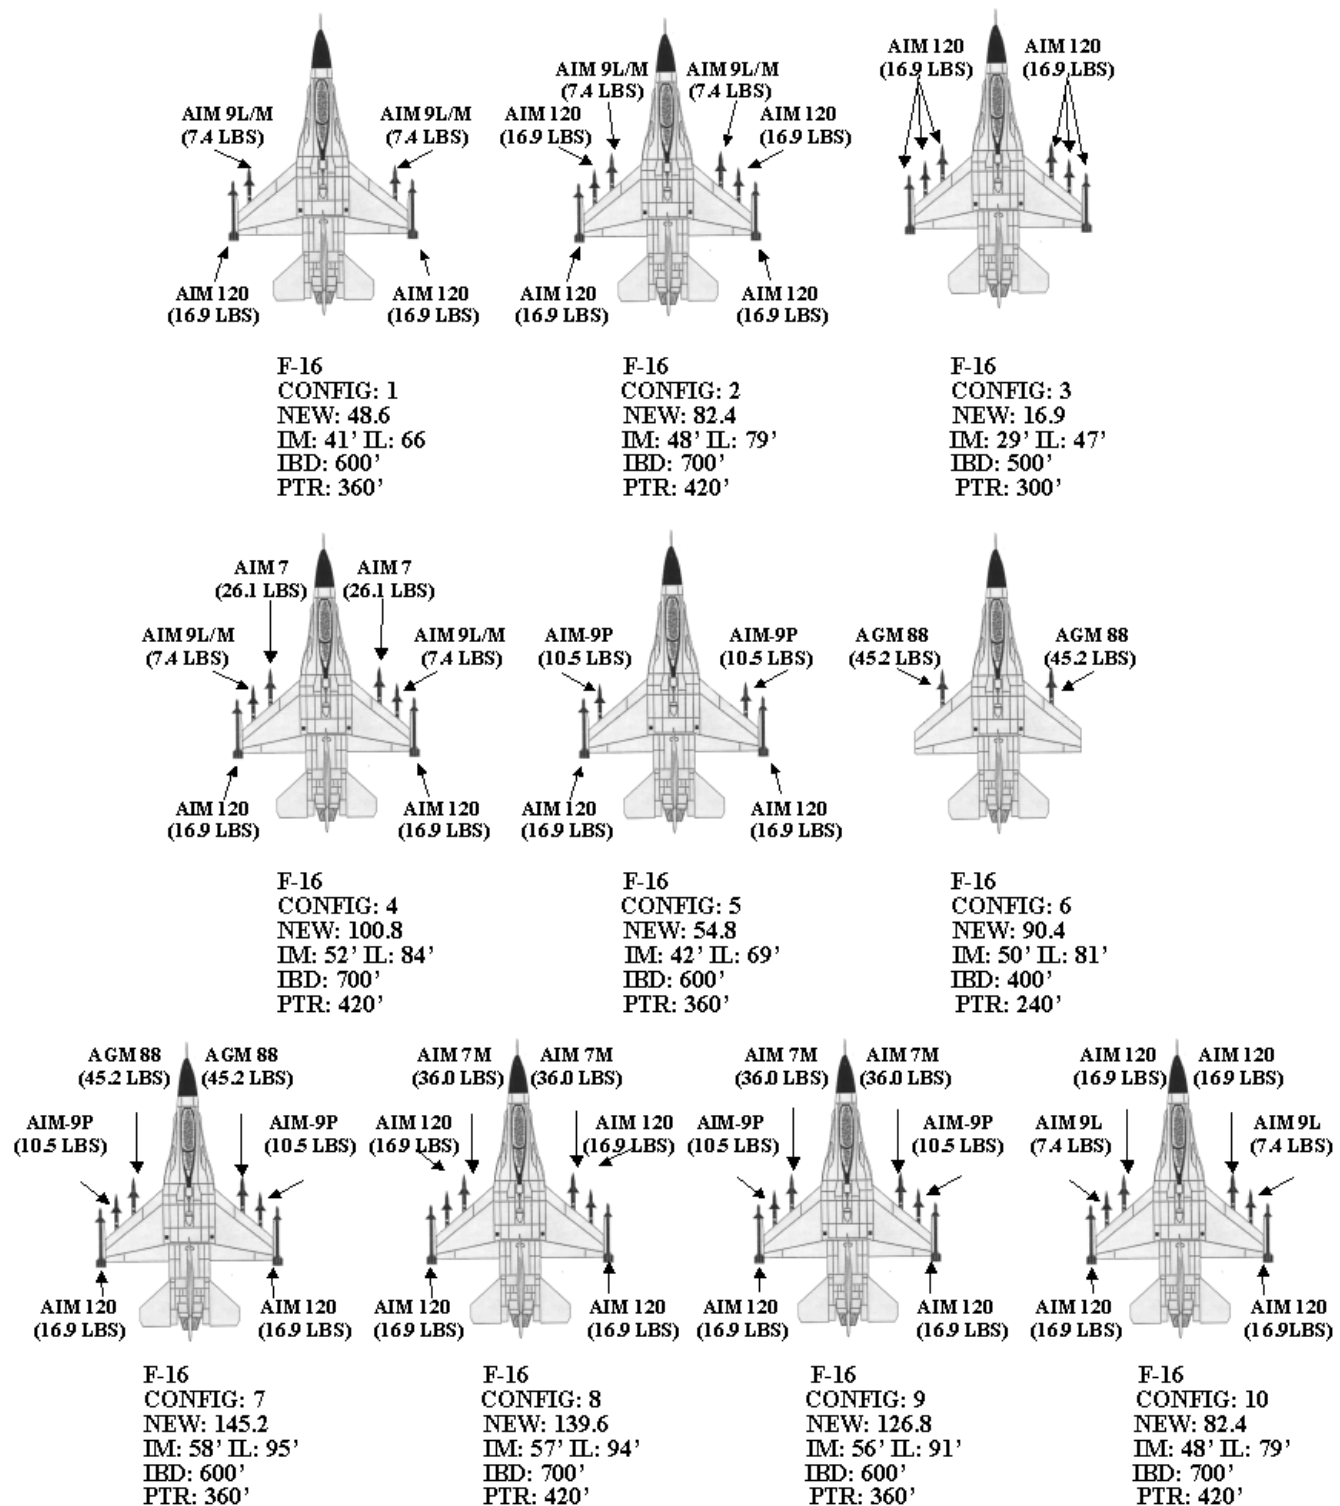 AIM 9L/M
(7.4 LBS)
AIM 9L/M
(7.4 LBS)
AIM 120
(16.9 LBS)
AIM 120
(16.9 LBS)
F-16
CONFIG: 1
NEW: 48.6
IM: 41’ IL: 66
IBD: 600’
PTR: 360’
AIM 9L/M
(7.4 LBS)
AIM 9L/M
(7.4 LBS)
AIM 120
(16.9 LBS)
AIM 120
(16.9 LBS)
AIM 120
(16.9 LBS)
AIM 120
(16.9 LBS)
F-16
CONFIG: 2
NEW: 82.4
IM: 48’ IL: 79’
IBD: 700’
PTR: 420’
AIM 120
(16.9 LBS)
AIM 120
(16.9 LBS)
F-16
CONFIG: 3
NEW: 16.9
IM: 29’ IL: 47’
IBD: 500’
PTR: 300’
AIM 7
(26.1 LBS)
AIM 7
(26.1 LBS)
AIM 9L/M
(7.4 LBS)
AIM 9L/M
(7.4 LBS)
AIM 120
(16.9 LBS)
AIM 120
(16.9 LBS)
F-16
CONFIG: 4
NEW: 100.8
IM: 52’ IL: 84’
IBD: 700’
PTR: 420’
AIM-9P
(10.5 LBS)
AIM-9P
(10.5 LBS)
AIM 120
(16.9 LBS)
AIM 120
(16.9 LBS)
F-16
CONFIG: 5
NEW: 54.8
IM: 42’ IL: 69’
IBD: 600’
PTR: 360’
AGM 88
(45.2 LBS)
AGM 88
(45.2 LBS)
F-16
CONFIG: 6
NEW: 90.4
IM: 50’ IL: 81’
IBD: 400’
PTR: 240’
AGM 88
(45.2 LBS)
AGM 88
(45.2 LBS)
AIM-9P
(10.5 LBS)
AIM-9P
(10.5 LBS)
AIM 120
(16.9 LBS)
AIM 120
(16.9 LBS)
F-16
CONFIG: 7
NEW: 145.2
IM: 58’ IL: 95’
IBD: 600’
PTR: 360’
AIM 7M
(36.0 LBS)
AIM 7M
(36.0 LBS)
AIM 120
(16.9 LBS)
AIM 120
(16.9 LBS)
AIM 120
(16.9 LBS)
AIM 120
(16.9 LBS)
F-16
CONFIG: 8
NEW: 139.6
IM: 57’ IL: 94’
IBD: 700’
PTR: 420’
AIM 7M
(36.0 LBS)
AIM 7M
(36.0 LBS)
AIM-9P
(10.5 LBS)
AIM-9P
(10.5 LBS)
AIM 120
(16.9 LBS)
AIM 120
(16.9 LBS)
F-16
CONFIG: 9
NEW: 126.8
IM: 56’ IL: 91’
IBD: 600’
PTR: 360’
AIM 120
(16.9 LBS)
AIM 120
(16.9 LBS)
AIM 9L
(7.4 LBS)
AIM 9L
(7.4 LBS)
AIM 120
(16.9 LBS)
AIM 120
(16.9LBS)
F-16
CONFIG: 10
NEW: 82.4
IM: 48’ IL: 79’
IBD: 700’
PTR: 420’